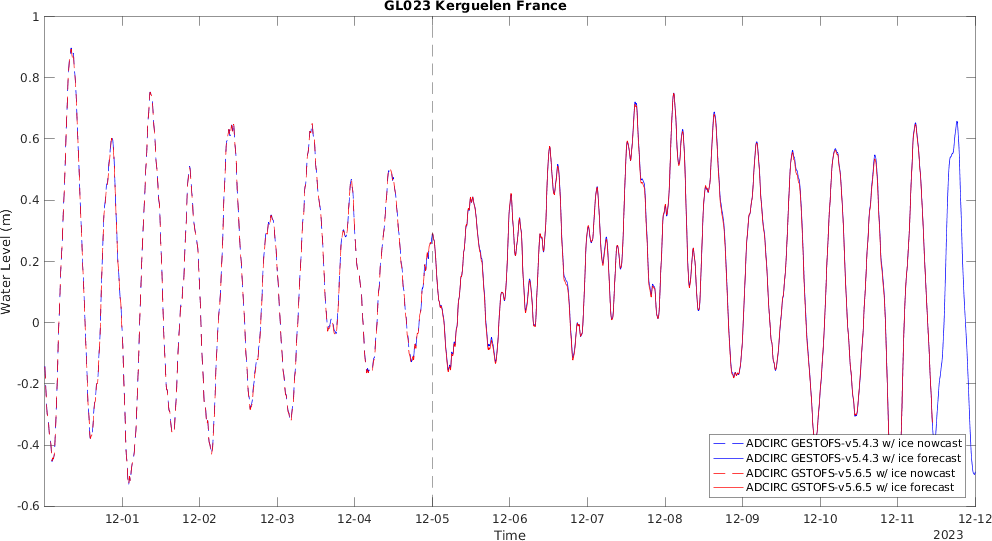 GL023 Kerguelen France
1
0.8
0.6
0.4
0.2
0
-0.2
-0.4
-0.6
Water Level (m)
12-01 12-02 12-03 12-04 12-05 12-06 12-07 12-08 12-09 12-10 12-11 12-12
Time
2023
ADCIRC GESTOFS-v5.4.3 w/ ice nowcast
ADCIRC GESTOFS-v5.4.3 w/ ice forecast
ADCIRC GSTOFS-v5.6.5 w/ ice nowcast
ADCIRC GSTOFS-v5.6.5 w/ ice forecast